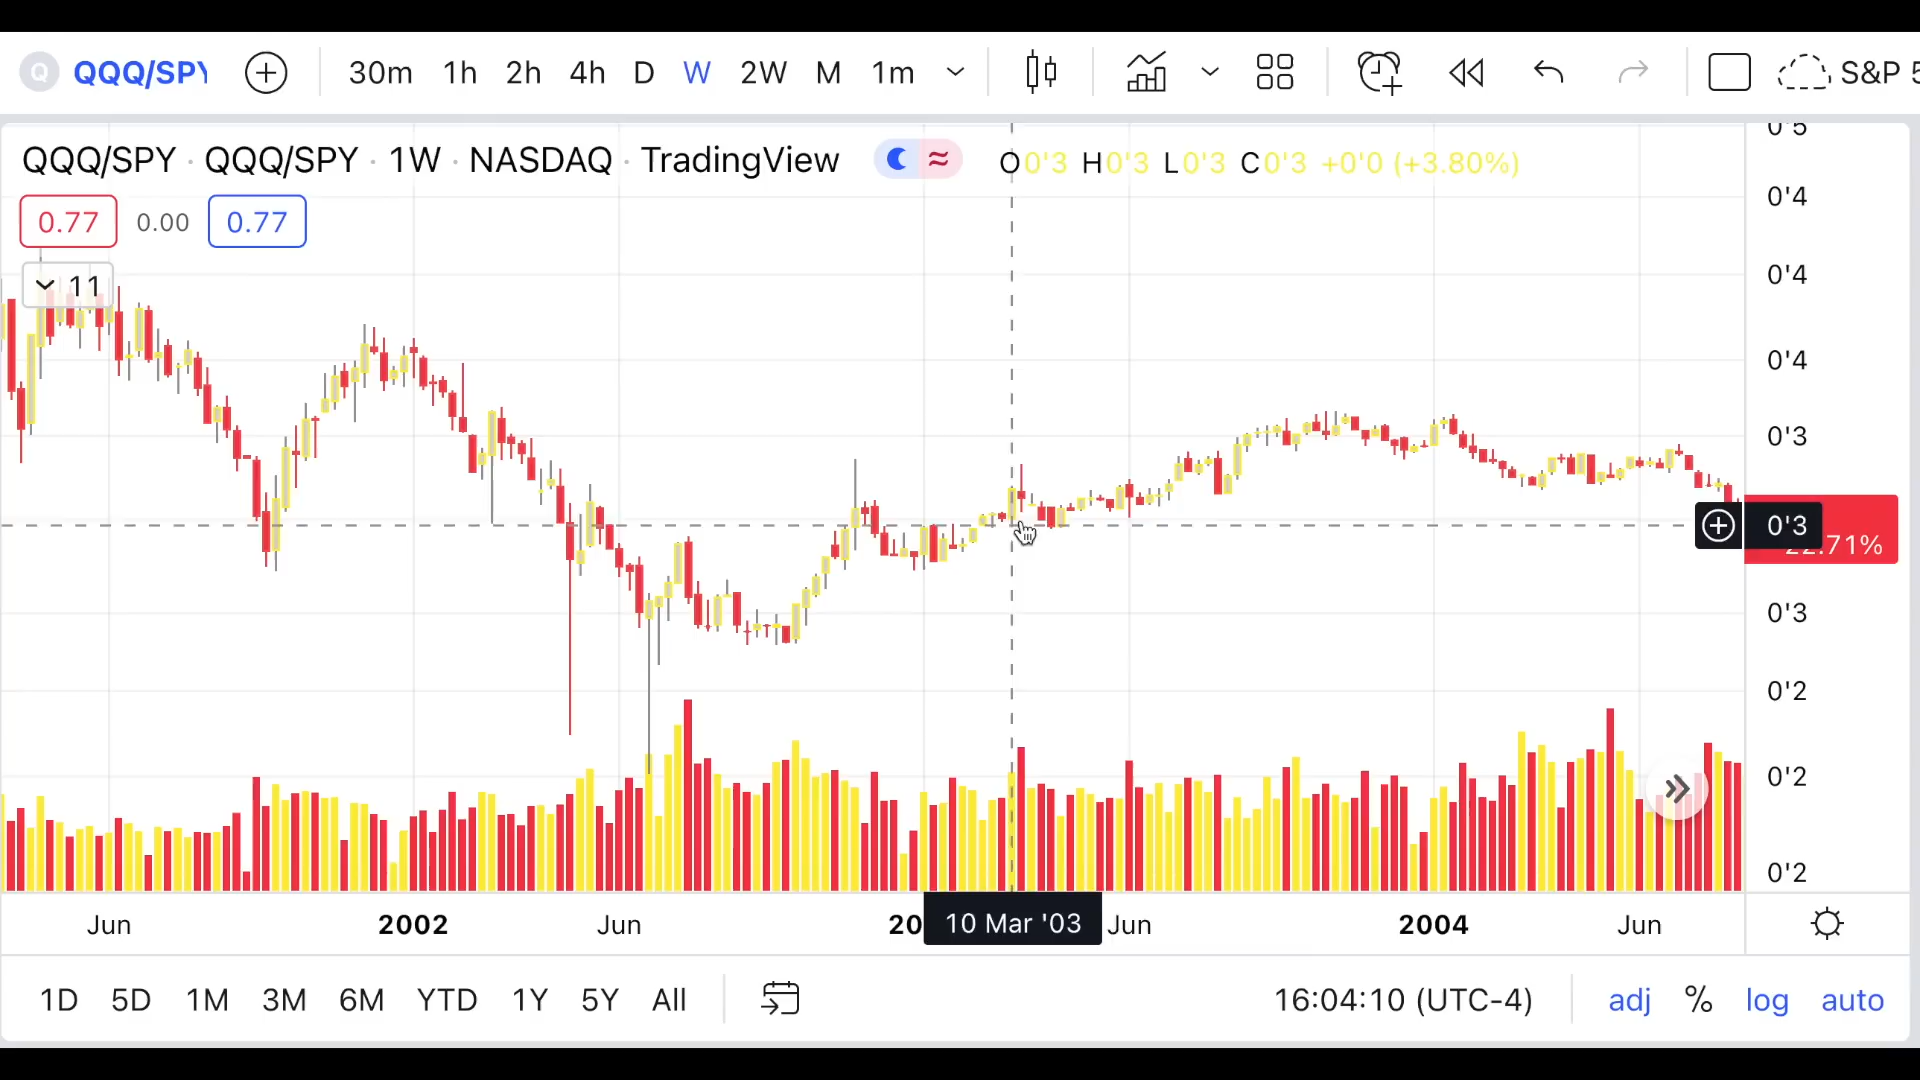 Q QQQ/SPY 30m 1h 2h 4h D W 2W M 1m S&P 5
QQQ/SPY · QQQ/SPY · 1W · NASDAQ · TradingView O0'3 H0'3 L0'3 C0'3 +0'0 (+3.80%)
0.77 0.00 0.77
11
0'5
0'4
0'4
0'4
0'3
0'3
22.71%
0'3
0'2
0'2
0'2
Jun 2002 Jun 20 10 Mar '03 Jun 2004 Jun
1D 5D 1M 3M 6M YTD 1Y 5Y All 16:04:10 (UTC-4) adj % log auto